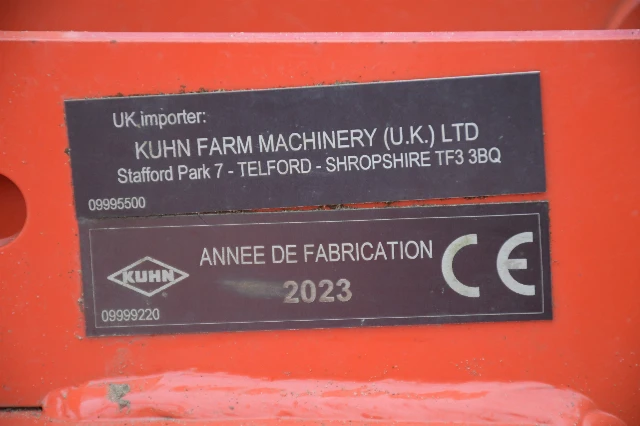 UK importer:
KUHN FARM MACHINERY (U.K.) LTD
Stafford Park 7 - TELFORD - SHROPSHIRE TF3 3BQ
09995500
ANNEE DE FABRICATION
KUHN
2023
CE
09999220